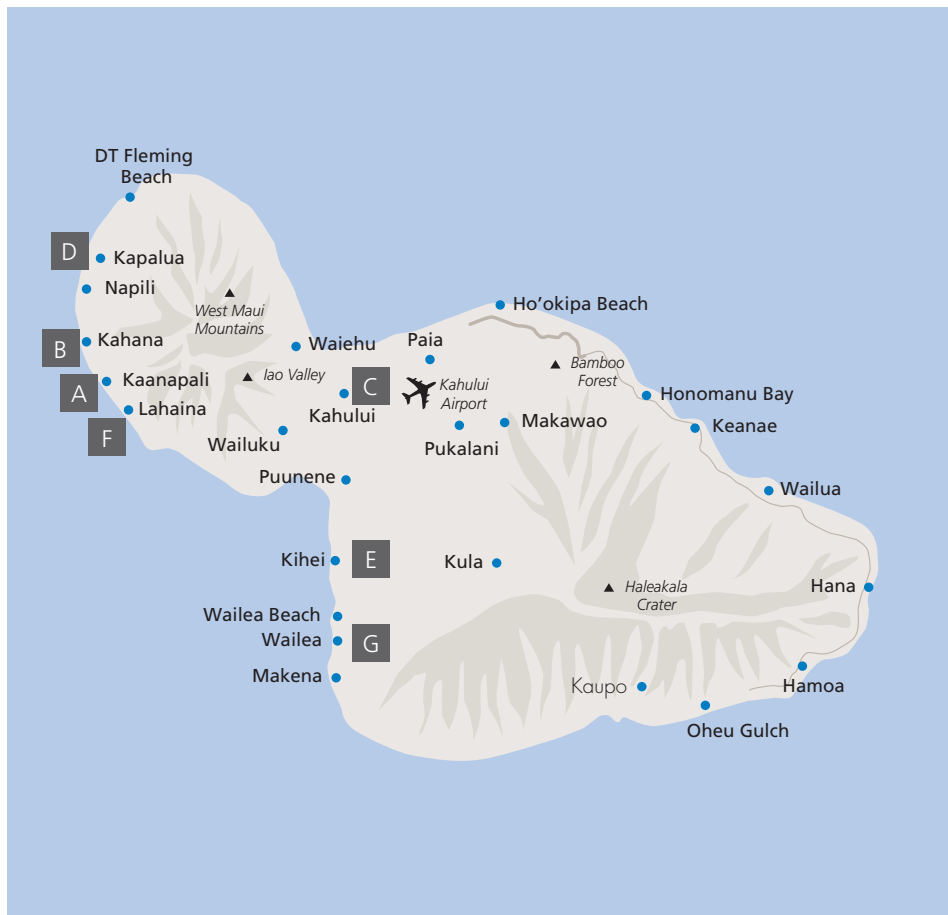 DT Fleming
Beach
D
Kapalua
Napili
West Maui
Mountains
Ho’okipa Beach
B
Kahana
Waiehu
Paia
A
Kaanapali
Iao Valley
C
Kahului
Airport
Bamboo
Forest
Lahaina
Kahului
Honomanu Bay
F
Wailuku
Pukalani
Makawao
Keanae
Puunene
Wailua
Kihei
E
Kula
Haleakala
Crater
Hana
Wailea Beach
Wailea
G
Makena
Kaupo
Hamoa
Oheu Gulch